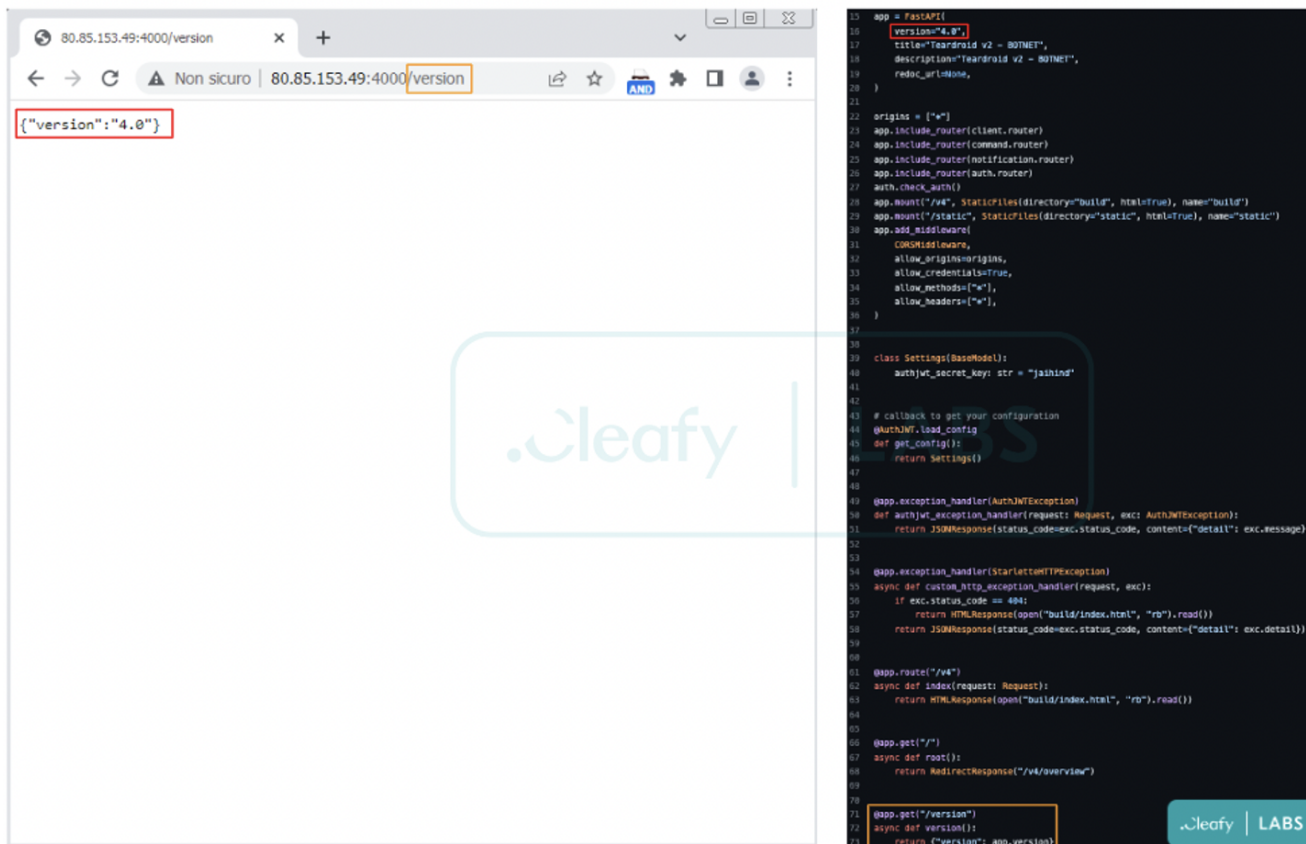 80.85.153.49:4000/version
Non sicuro
80.85.153.49:4000/version
AND
{"version":"4.0"}
15 app = FastAPI(
16 version="4.0",
17 title="Teardroid v2 - BOTNET",
18 description="Teardroid v2 - BOTNET",
19 redoc_url=None,
20 )
21
22 origins = ["*"]
23 app.include_router(client.router)
24 app.include_router(command.router)
25 app.include_router(notification.router)
26 app.include_router(auth.router)
27 auth.check_auth()
28 app.mount("/v4", StaticFiles(directory="build", html=True), name="build")
29 app.mount("/static", StaticFiles(directory="static", html=True), name="static")
30 app.add_middleware(
31 CORSMiddleware,
32 allow_origins=origins,
33 allow_credentials=True,
34 allow_methods=["*"],
35 allow_headers=["*"],
36 )
37
38
39 class Settings(BaseModel):
40 authjwt_secret_key: str = "jaihind"
41
42
43 # callback to get your configuration
44 @AuthJWT.load_config
45 def get_config():
46 return Settings()
47
48
49 @app.exception_handler(AuthJWTException)
50 def authjwt_exception_handler(request: Request, exc: AuthJWTException):
51 return JSONResponse(status_code=exc.status_code, content={"detail": exc.message}
52
53
54 @app.exception_handler(StarletteHTTPException)
55 async def custom_http_exception_handler(request, exc):
56 if exc.status_code == 404:
57 return HTMLResponse(open("build/index.html", "rb").read())
58 return JSONResponse(status_code=exc.status_code, content={"detail": exc.detail})
59
60
61 @app.route("/v4")
62 async def index(request: Request):
63 return HTMLResponse(open("build/index.html", "rb").read())
64
65
66 @app.get("/")
67 async def root():
68 return RedirectResponse("/v4/overview")
69
70
71 @app.get("/version")
72 async def version():
73 return {"version": app.version}
Cleafy | LABS
Cleafy | LABS